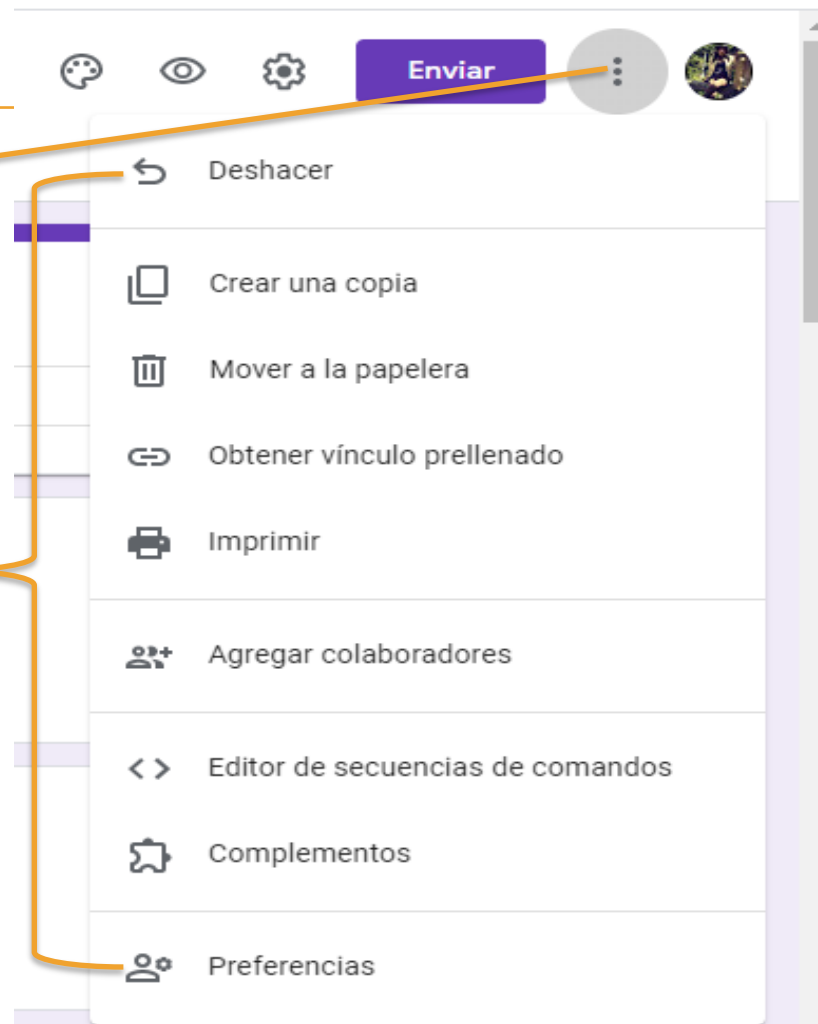 Enviar
Deshacer
Crear una copia
Mover a la papelera
Obtener vínculo prellenado
Imprimir
Agregar colaboradores
Editor de secuencias de comandos
Complementos
Preferencias